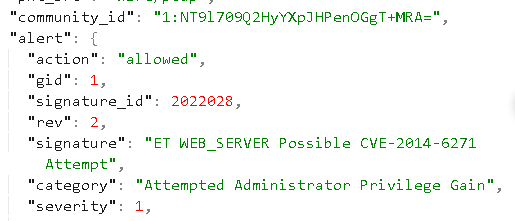 "community_id": "1:NT9l709Q2HyYXpJHPenOGgT+MRA=",
"alert": {
"action": "allowed",
"gid": 1,
"signature_id": 2022028,
"rev": 2,
"signature": "ET WEB_SERVER Possible CVE-2014-6271
Attempt",
"category": "Attempted Administrator Privilege Gain",
"severity": 1,